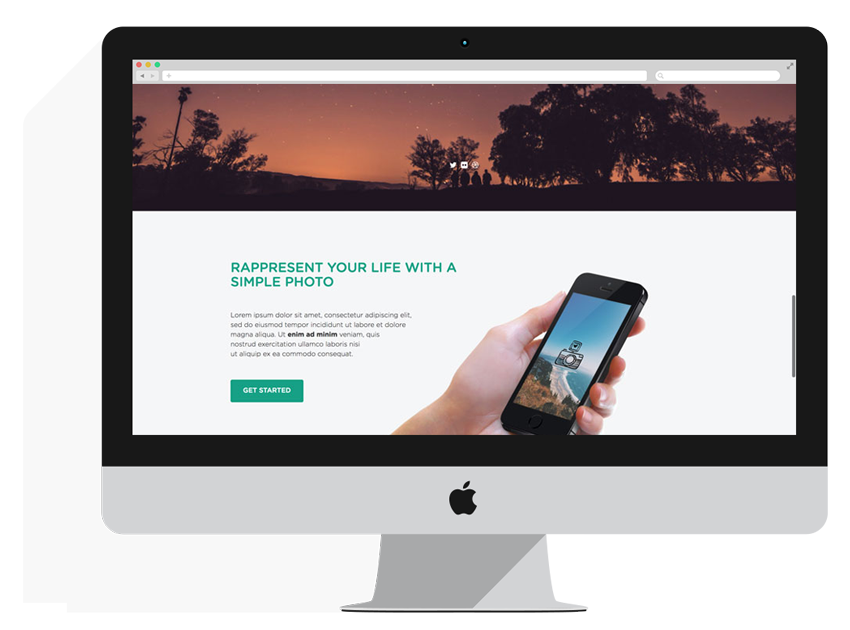 RAPPRESENT YOUR LIFE WITH A
SIMPLE PHOTO
Lorem ipsum dolor sit amet, consectetur adipiscing elit,
sed do eiusmod tempor incididunt ut labore et dolore
magna aliqua. Ut enim ad minim veniam, quis
nostrud exercitation ullamco laboris nisi
ut aliquip ex ea commodo consequat.
GET STARTED